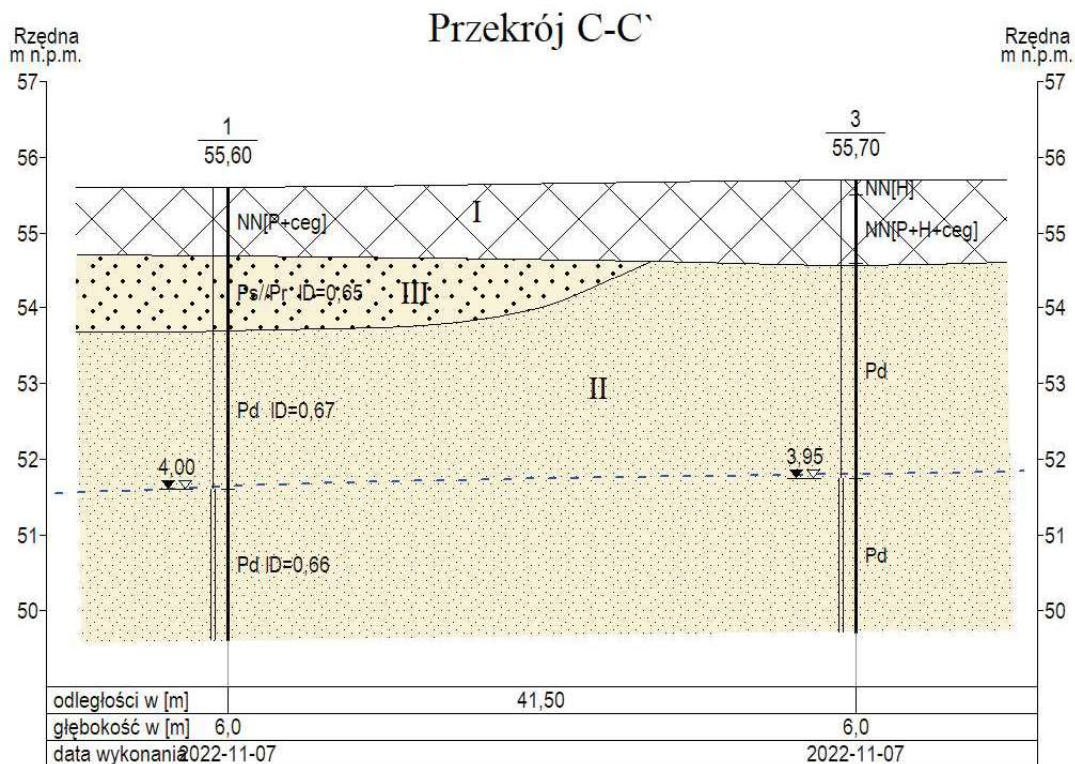 Przekrój C-C`
Rzędna
m n.p.m.
Rzędna
m n.p.m.
57
57
1
55,60
3
55,70
56
56
NN[H]
I
NN[P+ceg]
NN[P+H+ceg]
55
55
Ps//Pr ID=0,65
III
54
54
53
53
II
Pd
Pd ID=0,67
4,00
3,95
52
52
51
51
Pd ID=0,66
Pd
50
50
odległości w [m] 41,50
głębokość w [m] 6,0 6,0
data wykonania 2022-11-07 2022-11-07